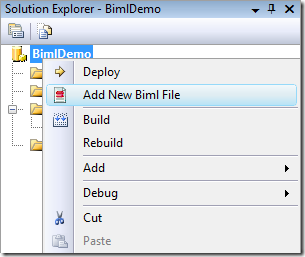 Solution Explorer - BimlDemo
BimlDemo
Deploy
Add New Biml File
Build
Rebuild
Add
Debug
Cut
Paste